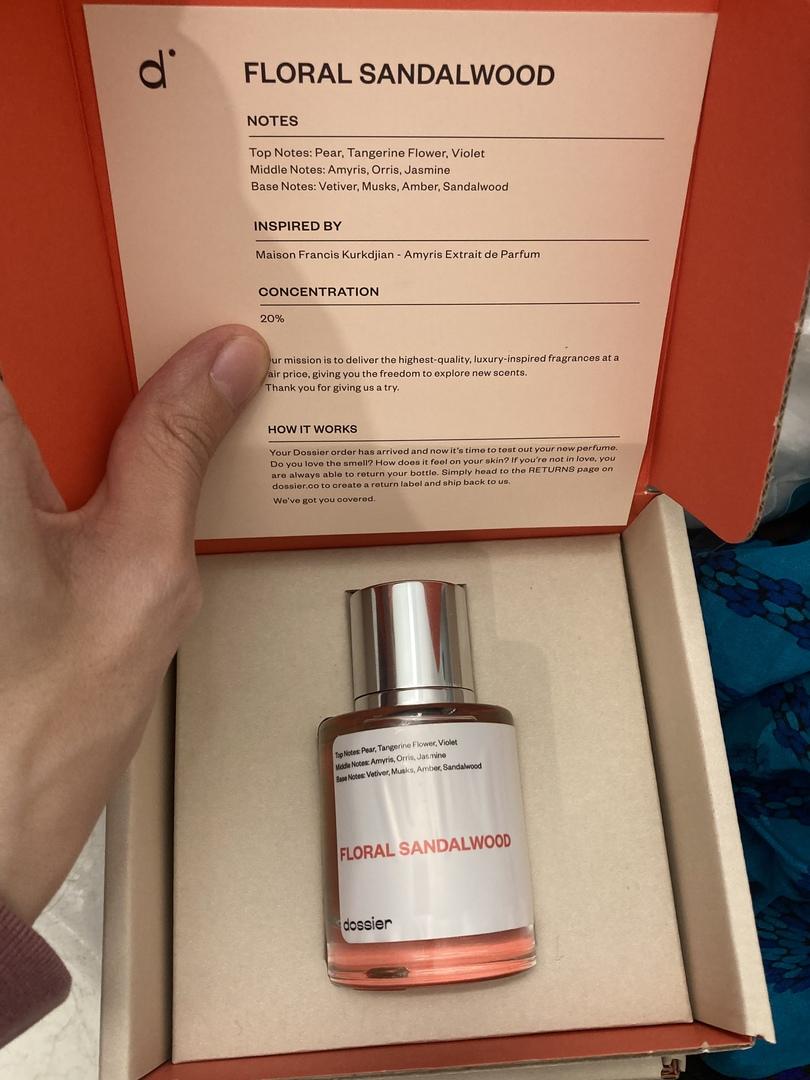 d
FLORAL SANDALWOOD
NOTES
Top Notes: Pear, Tangerine Flower, Violet
Middle Notes: Amyris, Orris, Jasmine
Base Notes: Vetiver, Musks, Amber, Sandalwood
INSPIRED BY
Maison Francis Kurkdjian - Amyris Extrait de Parfum
CONCENTRATION
20%
ur mission is to deliver the highest-quality, luxury-inspired fragrances at a
air price, giving you the freedom to explore new scents.
Thank you for giving us a try.
HOW IT WORKS
Your Dossier order has arrived and now it's time to test out your new perfume.
Do you love the smell? How does it feel on your skin? If you're not in love, you
are always able to return your bottle. Simply head to the RETURNS page on
dossier.co to create a return label and ship back to us.
We've got you covered.
Top Notes: Pear, Tangerine Flower, Violet
Middle Notes: Amyris, Orris, Jasmine
Base Notes: Vetiver, Musks, Amber, Sandalwood
FLORAL SANDALWOOD
dossier